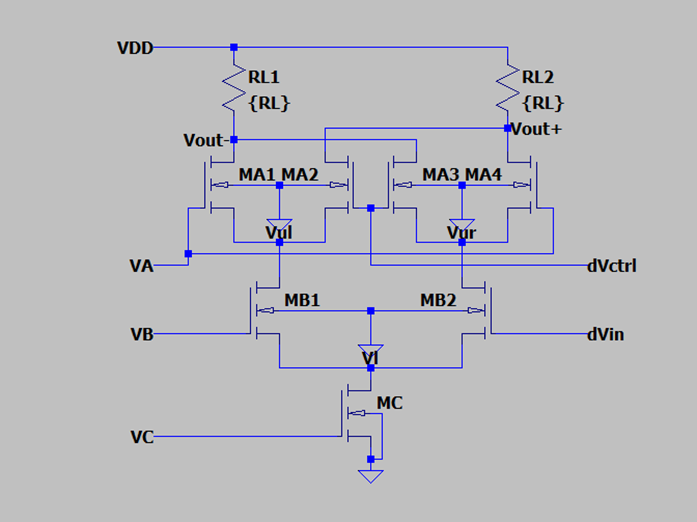 VDD
RL1
{RL}
RL2
{RL}
Vout-
Vout+
MA1 MA2
MA3 MA4
Vul
Vur
VA
dVctrl
MB1
MB2
VB
dVin
Vl
MC
VC